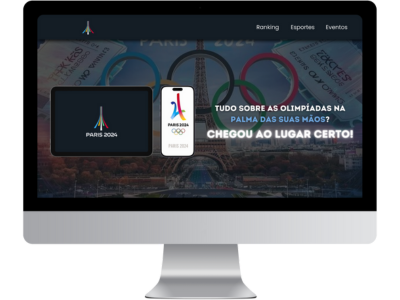 Ranking Esportes Eventos
PARIS 2024
TUDO SOBRE AS OLIMPÍADAS NA
PALMA DAS SUAS MÃOS?
CHEGOU AO LUGAR CERTO!
PARIS 2024
PARIS 2024
PARIS 2024